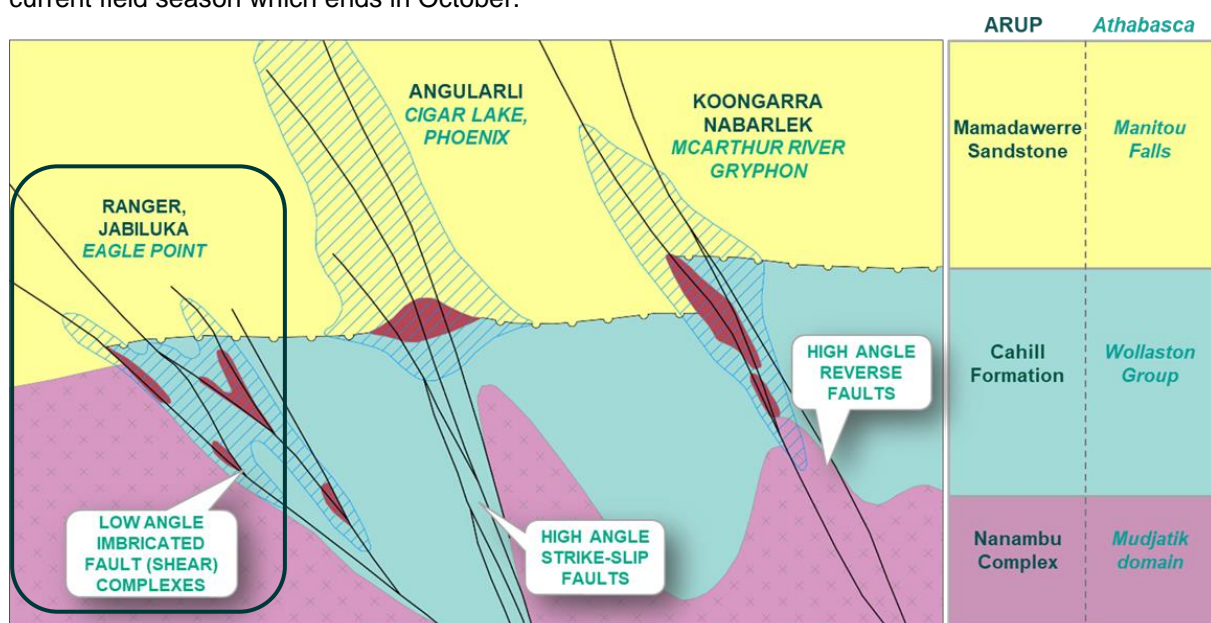 current field season which ends in October.
ARUP
Athabasca
RANGER,
JABILUKA
EAGLE POINT
ANGULARLI
CIGAR LAKE,
PHOENIX
KOONGARRA
NABARLEK
MCARTHUR RIVER
GRYPHON
Mamadawerre
Sandstone
Manitou
Falls
HIGH ANGLE
REVERSE
FAULTS
Cahill
Formation
Wollaston
Group
LOW ANGLE
IMBRICATED
FAULT (SHEAR)
COMPLEXES
HIGH ANGLE
STRIKE-SLIP
FAULTS
Nanambu
Complex
Mudjatik
domain